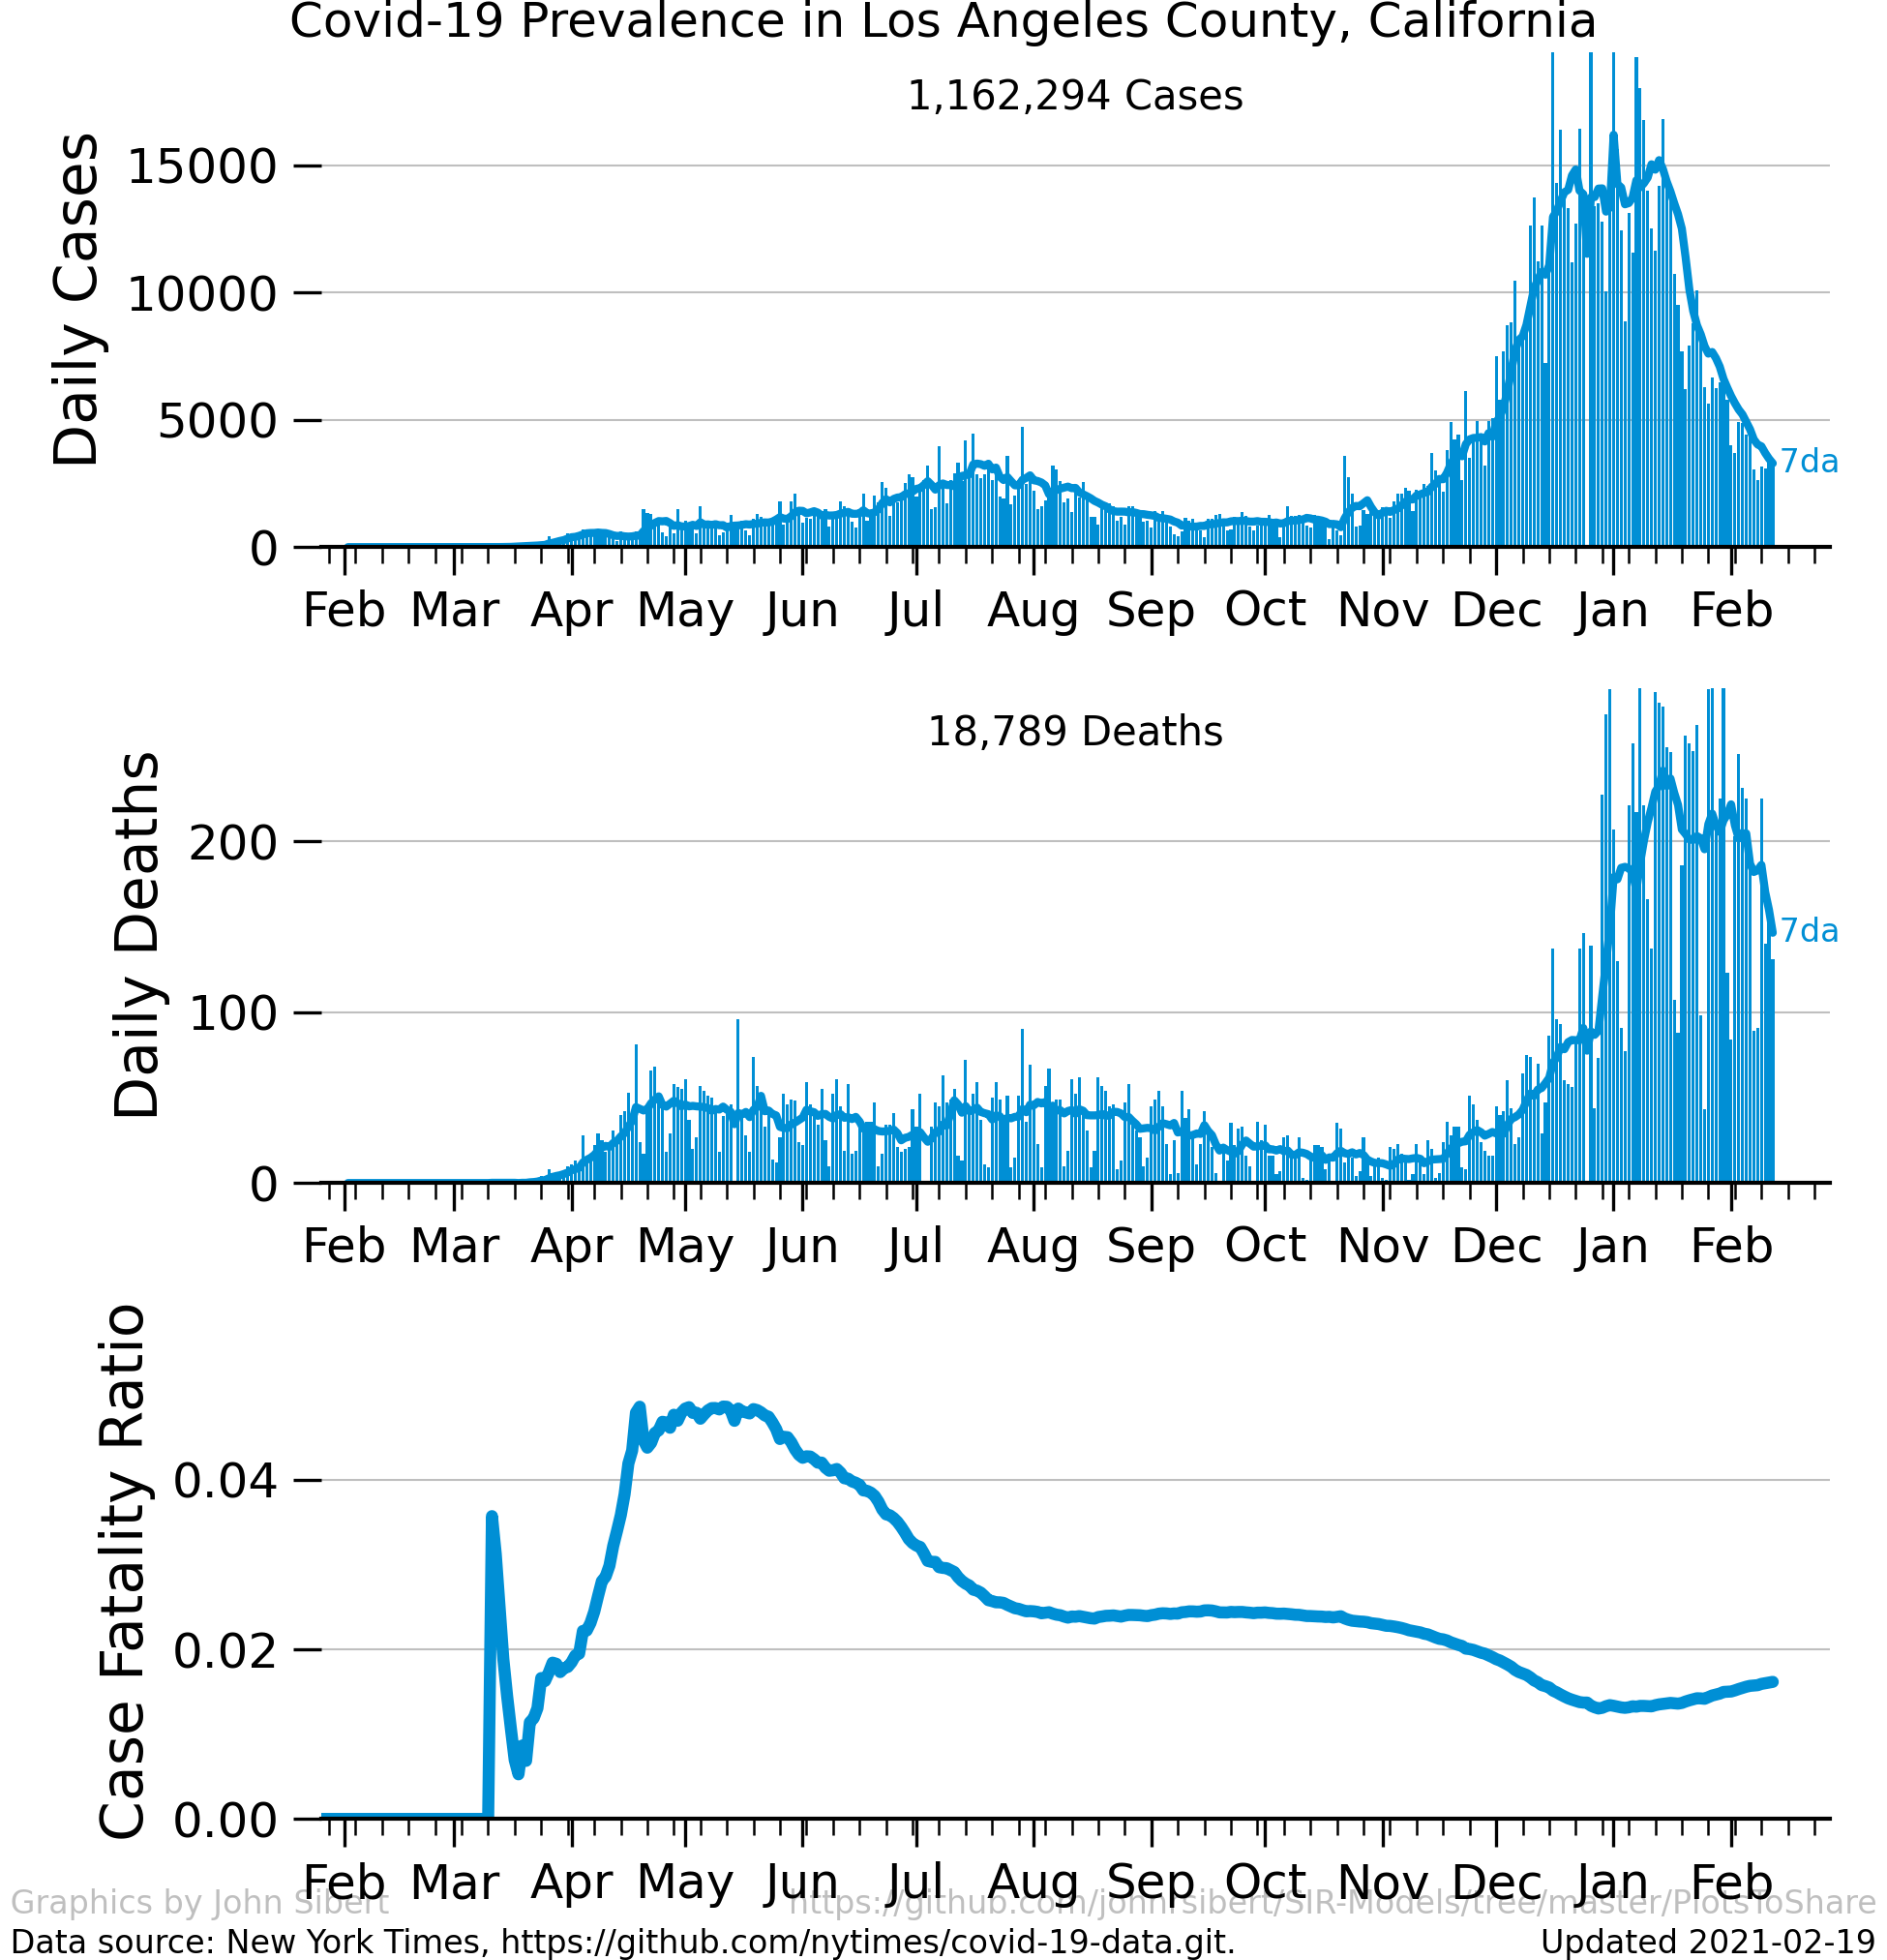 Covid-19 Prevalence in Los Angeles County, California
1,162,294 Cases
Daily Cases
15000
10000
5000
0
7da
Feb Mar Apr May Jun Jul Aug Sep Oct Nov Dec Jan Feb
18,789 Deaths
Daily Deaths
200
100
0
7da
Feb Mar Apr May Jun Jul Aug Sep Oct Nov Dec Jan Feb
Case Fatality Ratio
0.04
0.02
0.00
Feb Mar Apr May Jun Jul Aug Sep Oct Nov Dec Jan Feb
Graphics by John Sibert https://github.com/johnrsibert/SIR-Models/tree/master/PlotsToShare
Data source: New York Times, https://github.com/nytimes/covid-19-data.git. Updated 2021-02-19